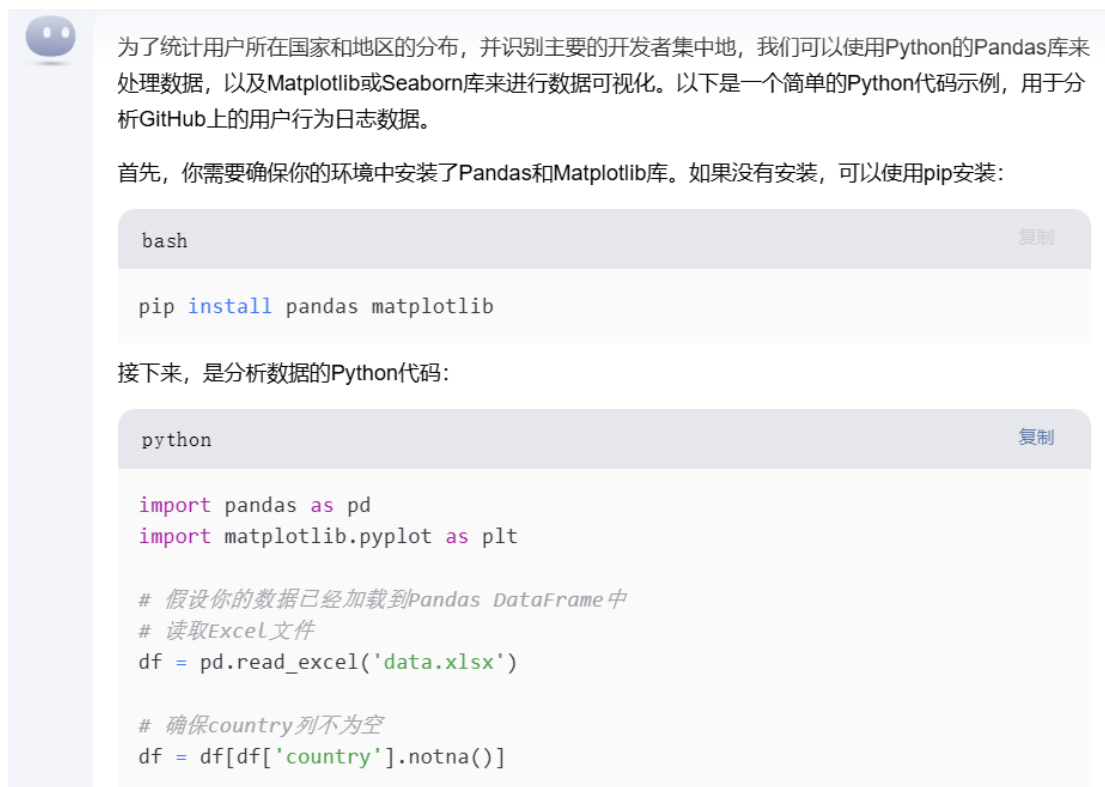 为了统计用户所在国家和地区的分布，并识别主要的开发者集中地，我们可以使用Python的Pandas库来
处理数据，以及Matplotlib或Seaborn库来进行数据可视化。以下是一个简单的Python代码示例，用于分
析GitHub上的用户行为日志数据。
首先，你需要确保你的环境中安装了Pandas和Matplotlib库。如果没有安装，可以使用pip安装：
bash 复制
pip install pandas matplotlib
接下来，是分析数据的Python代码：
python 复制
import pandas as pd
import matplotlib.pyplot as plt
# 假设你的数据已经加载到Pandas DataFrame中
# 读取Excel文件
df = pd.read_excel('data.xlsx')
# 确保country列不为空
df = df[df['country'].notna()]